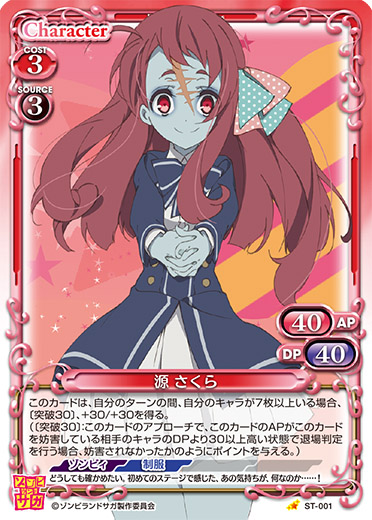 Character
COST
3
SOURCE
3
40 AP
DP 40
源 さくら
このカードは、自分のターンの間、自分のキャラが7枚以上いる場合、
[突破30]、+30/+30を得る。
([突破30]:このカードのアプローチで、このカードのAPがこのカードを
妨害している相手のキャラのDPより30以上高い状態で退場判定
を行う場合、妨害されなかったかのようにポイントを与える。)
ゾンビィ 制服
どうしても確かめたい。初めてのステージで感じた、あの気持ちが、何なのか……!
ゾンビランドサガ
©ゾンビランドサガ製作委員会
ST-001